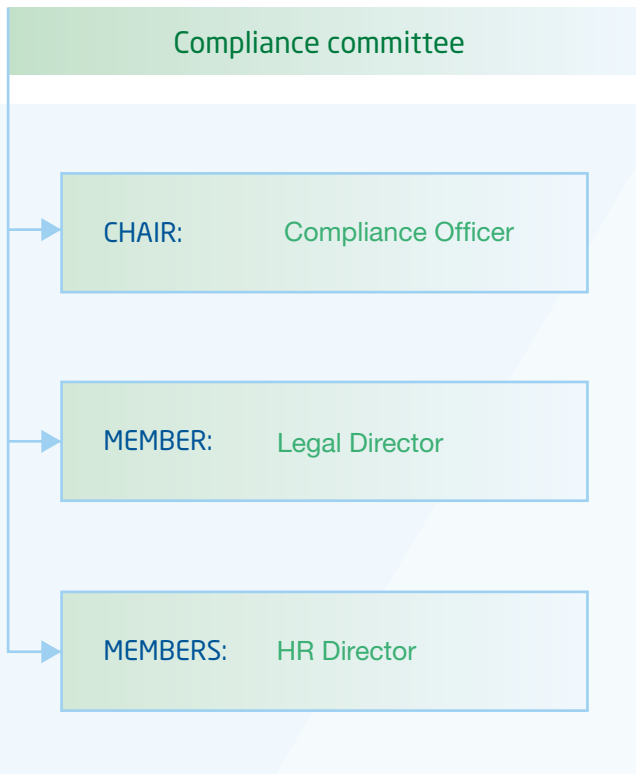 Compliance committee
CHAIR: Compliance Officer
MEMBER: Legal Director
MEMBERS: HR Director